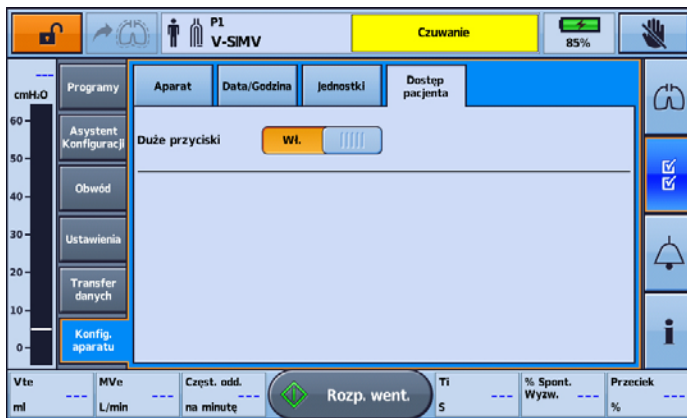 P1
V-SIMV
Czuwanie
85%
---
cmH₂O
60
50
40
30
20
10
0
Programy
Asystent
Konfiguracji
Obwód
Ustawienia
Transfer
danych
Konfig.
aparatu
Aparat
Data/Godzina
Jednostki
Dostęp
pacjenta
Duże przyciski
Wł.
Vte
---
ml
MVe
---
L/min
Częst. odd.
---
na minutę
Rozp. went.
Ti
---
S
% Spont.
Wyzw.
---
Przeciek
---
%